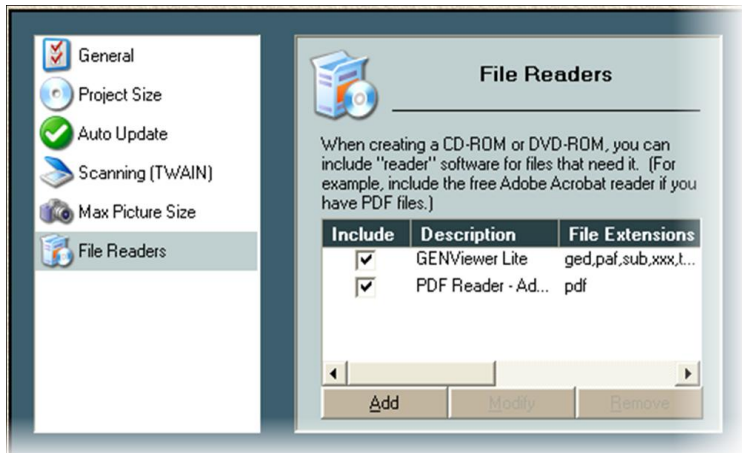 General
Project Size
Auto Update
Scanning (TWAIN)
Max Picture Size
File Readers
File Readers
When creating a CD-ROM or DVD-ROM, you can
include "reader" software for files that need it. (For
example, include the free Adobe Acrobat reader if you
have PDF files.)
Include Description File Extensions
GENViewer Lite ged,paf,sub,xxx,t...
PDF Reader - Ad... pdf
Add Modify Remove